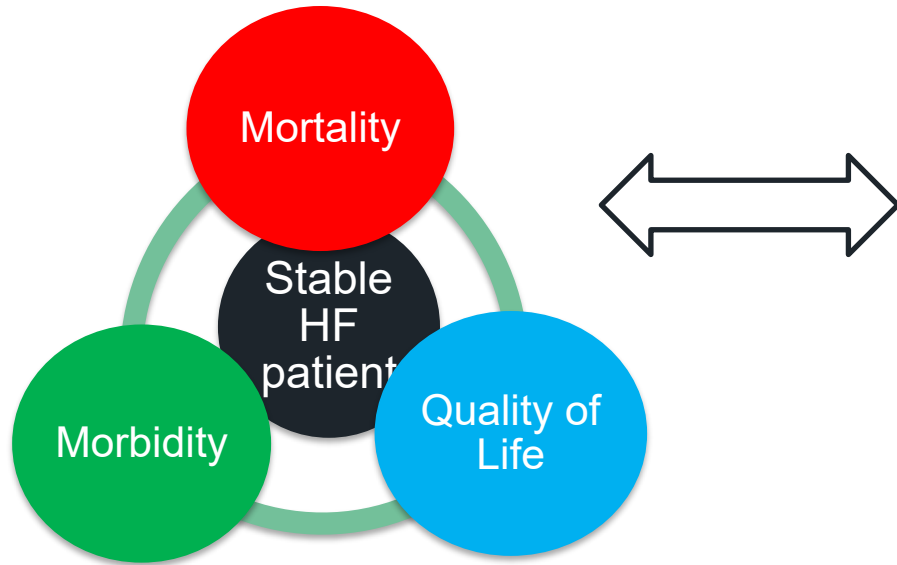 Mortality
Stable
HF
patient
Morbidity
Quality of
Life